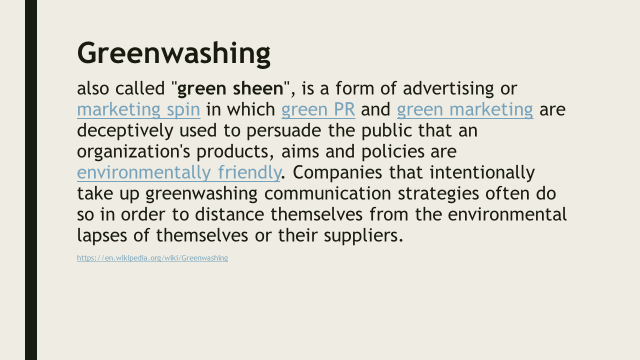 Greenwashing
also called "green sheen", is a form of advertising or
marketing spin in which green PR and green marketing are
deceptively used to persuade the public that an
organization's products, aims and policies are
environmentally friendly. Companies that intentionally
take up greenwashing communication strategies often do
so in order to distance themselves from the environmental
lapses of themselves or their suppliers.
https://en.wikipedia.org/wiki/Greenwashing